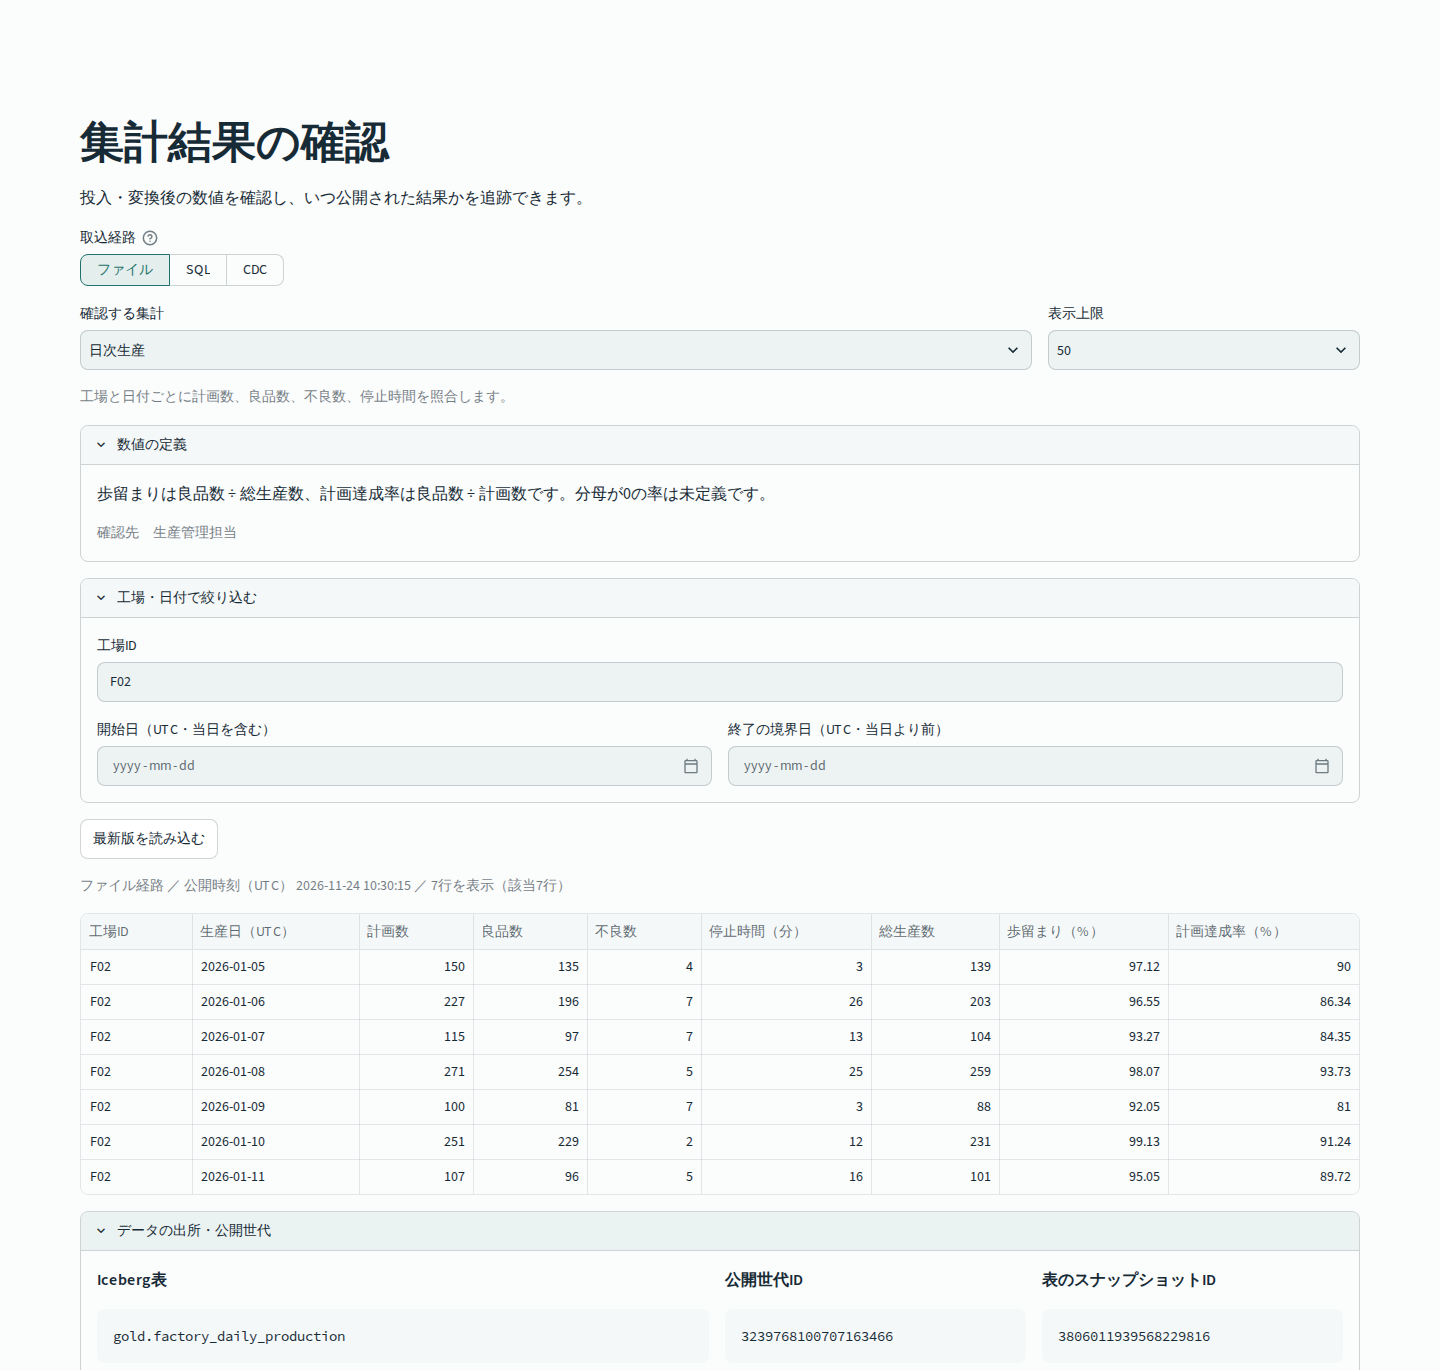 集計結果の確認
投入・変換後の数値を確認し、いつ公開された結果かを追跡できます。
取込経路
ファイル SQL CDC
確認する集計 表示上限
日次生産 50
工場と日付ごとに計画数、良品数、不良数、停止時間を照合します。
数値の定義
歩留まりは良品数 ÷ 総生産数、計画達成率は良品数 ÷ 計画数です。分母が0の率は未定義です。
確認先　生産管理担当
工場・日付で絞り込む
工場ID
F02
開始日（UTC・当日を含む） 終了の境界日（UTC・当日より前）
yyyy-mm-dd yyyy-mm-dd
最新版を読み込む
ファイル経路 ／ 公開時刻（UTC） 2026-11-24 10:30:15 ／ 7行を表示（該当7行）
工場ID 生産日（UTC） 計画数 良品数 不良数 停止時間（分） 総生産数 歩留まり（%） 計画達成率（%）
F02 2026-01-05 150 135 4 3 139 97.12 90
F02 2026-01-06 227 196 7 26 203 96.55 86.34
F02 2026-01-07 115 97 7 13 104 93.27 84.35
F02 2026-01-08 271 254 5 25 259 98.07 93.73
F02 2026-01-09 100 81 7 3 88 92.05 81
F02 2026-01-10 251 229 2 12 231 99.13 91.24
F02 2026-01-11 107 96 5 16 101 95.05 89.72
データの出所・公開世代
Iceberg表 公開世代ID 表のスナップショットID
gold.factory_daily_production 3239768100707163466 3806011939568229816